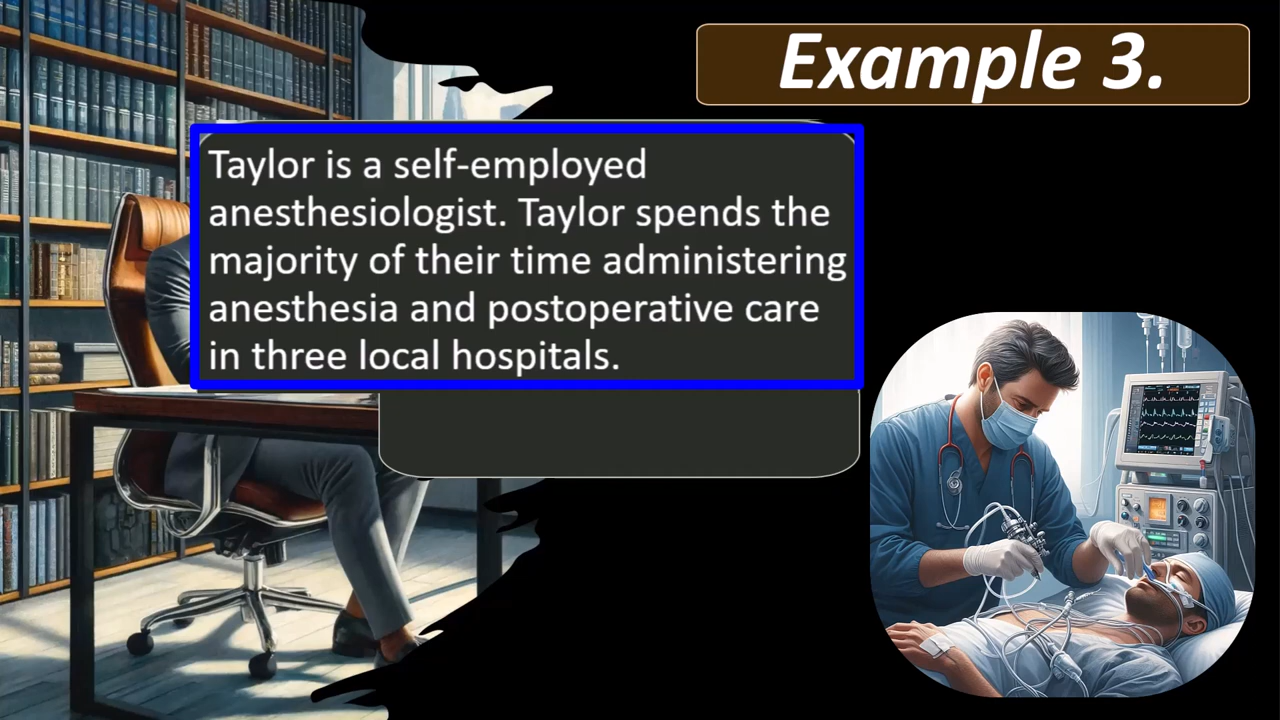 Example 3.
Taylor is a self-employed
anesthesiologist. Taylor spends the
majority of their time administering
anesthesia and postoperative care
in three local hospitals.